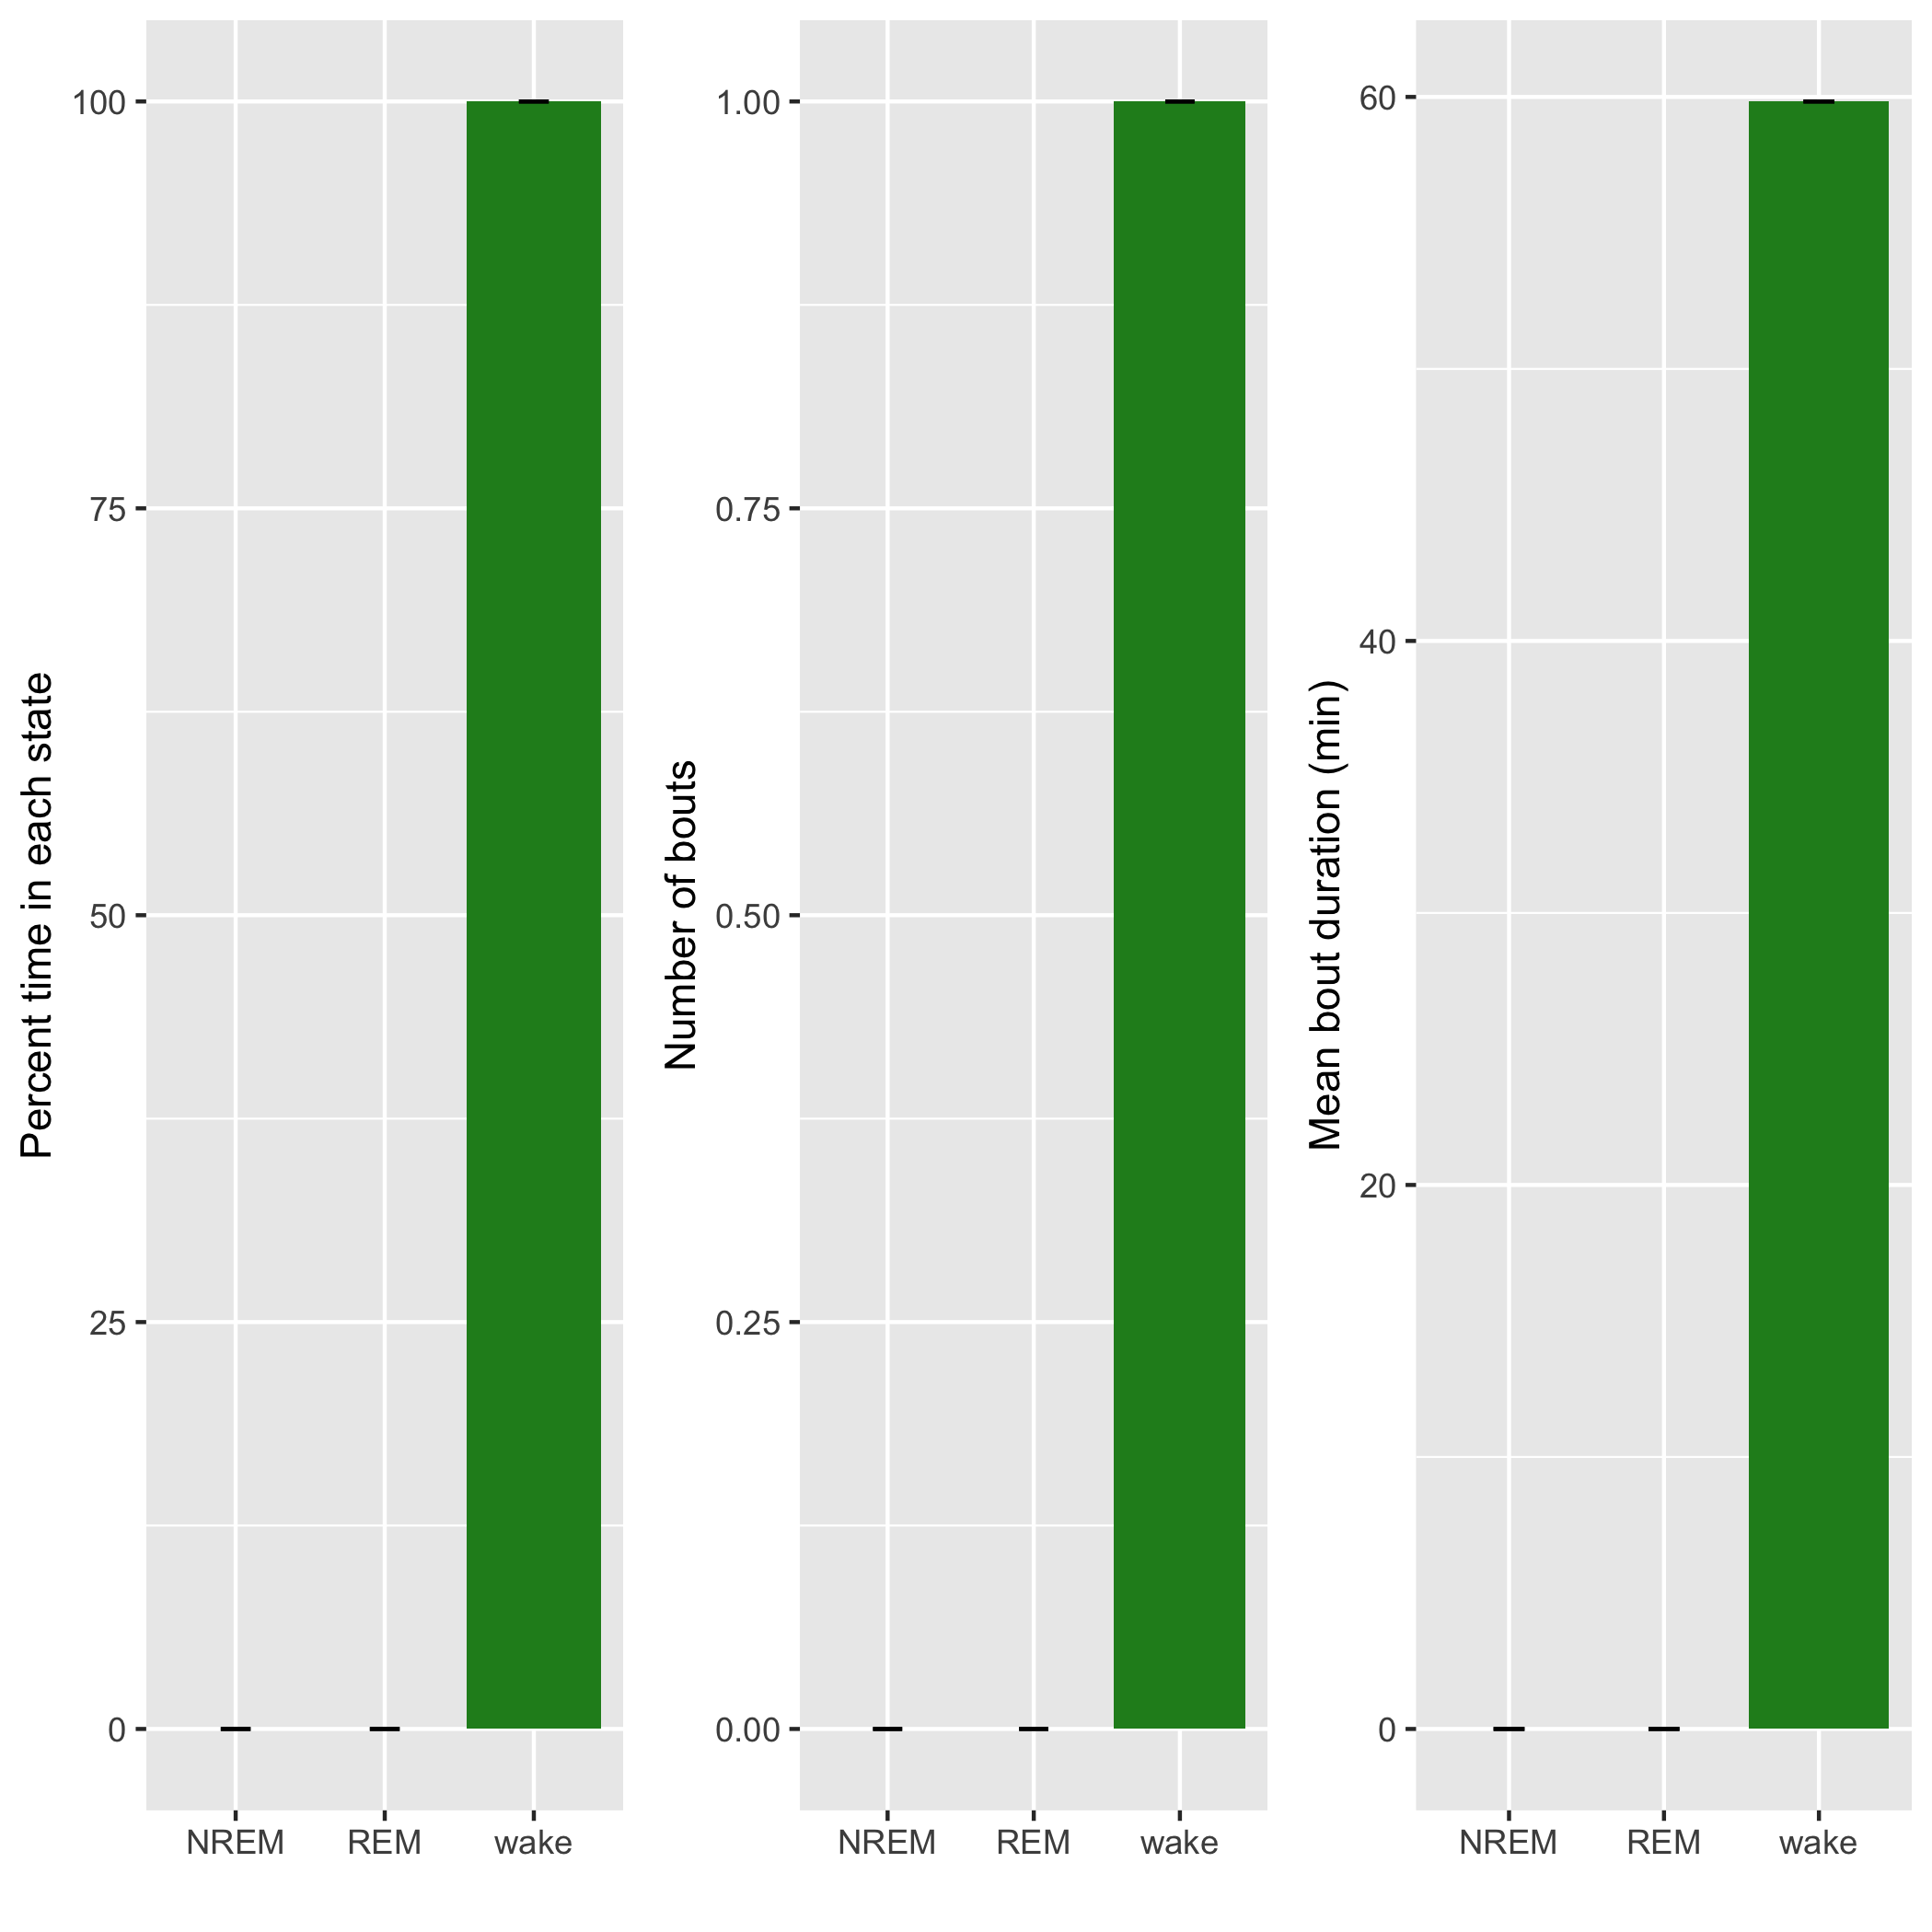 Percent time in each state
100
75
50
25
0
NREM REM wake
Number of bouts
1.00
0.75
0.50
0.25
0.00
NREM REM wake
Mean bout duration (min)
60
40
20
0
NREM REM wake